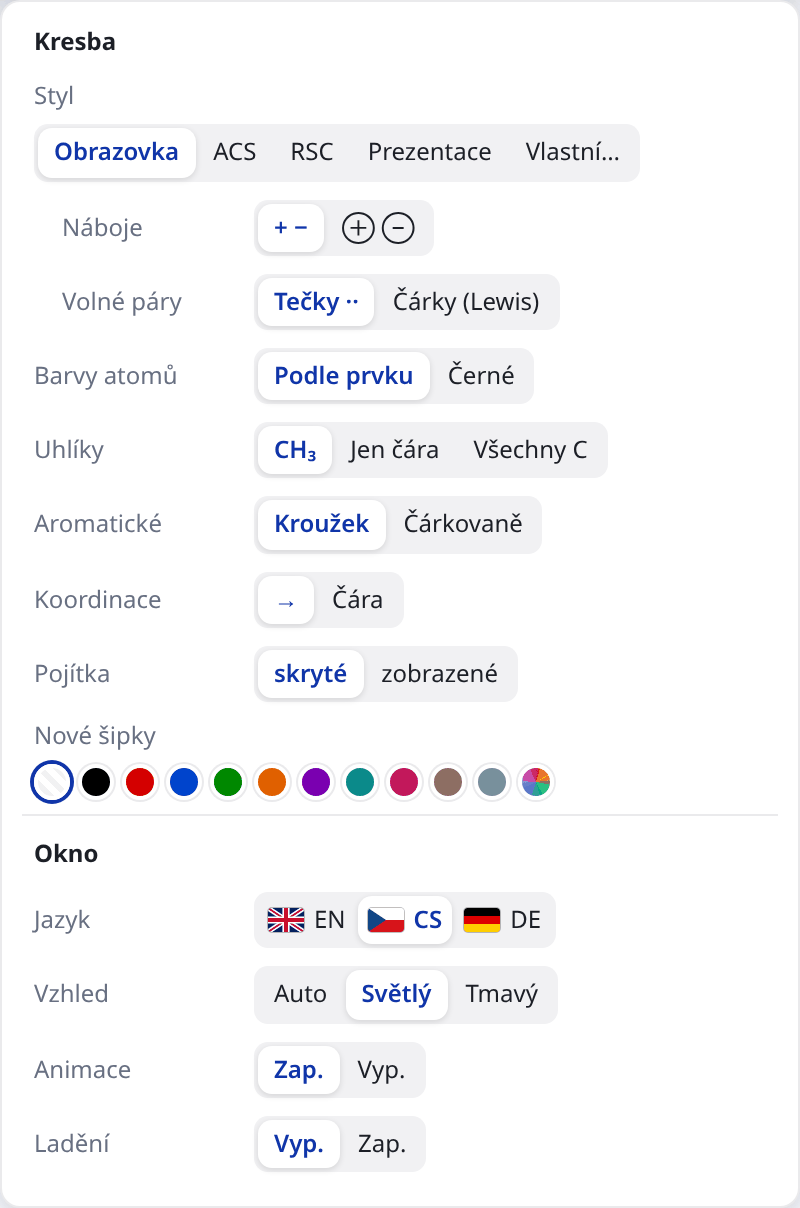 Kresba
Styl
Obrazovka ACS RSC Prezentace Vlastní...
Náboje + − ⊕ ⊖
Volné páry Tečky ·· Čárky (Lewis)
Barvy atomů Podle prvku Černé
Uhlíky CH₃ Jen čára Všechny C
Aromatické Kroužek Čárkovaně
Koordinace → Čára
Pojítka skryté zobrazené
Nové šipky
Okno
Jazyk EN CS DE
Vzhled Auto Světlý Tmavý
Animace Zap. Vyp.
Ladění Vyp. Zap.